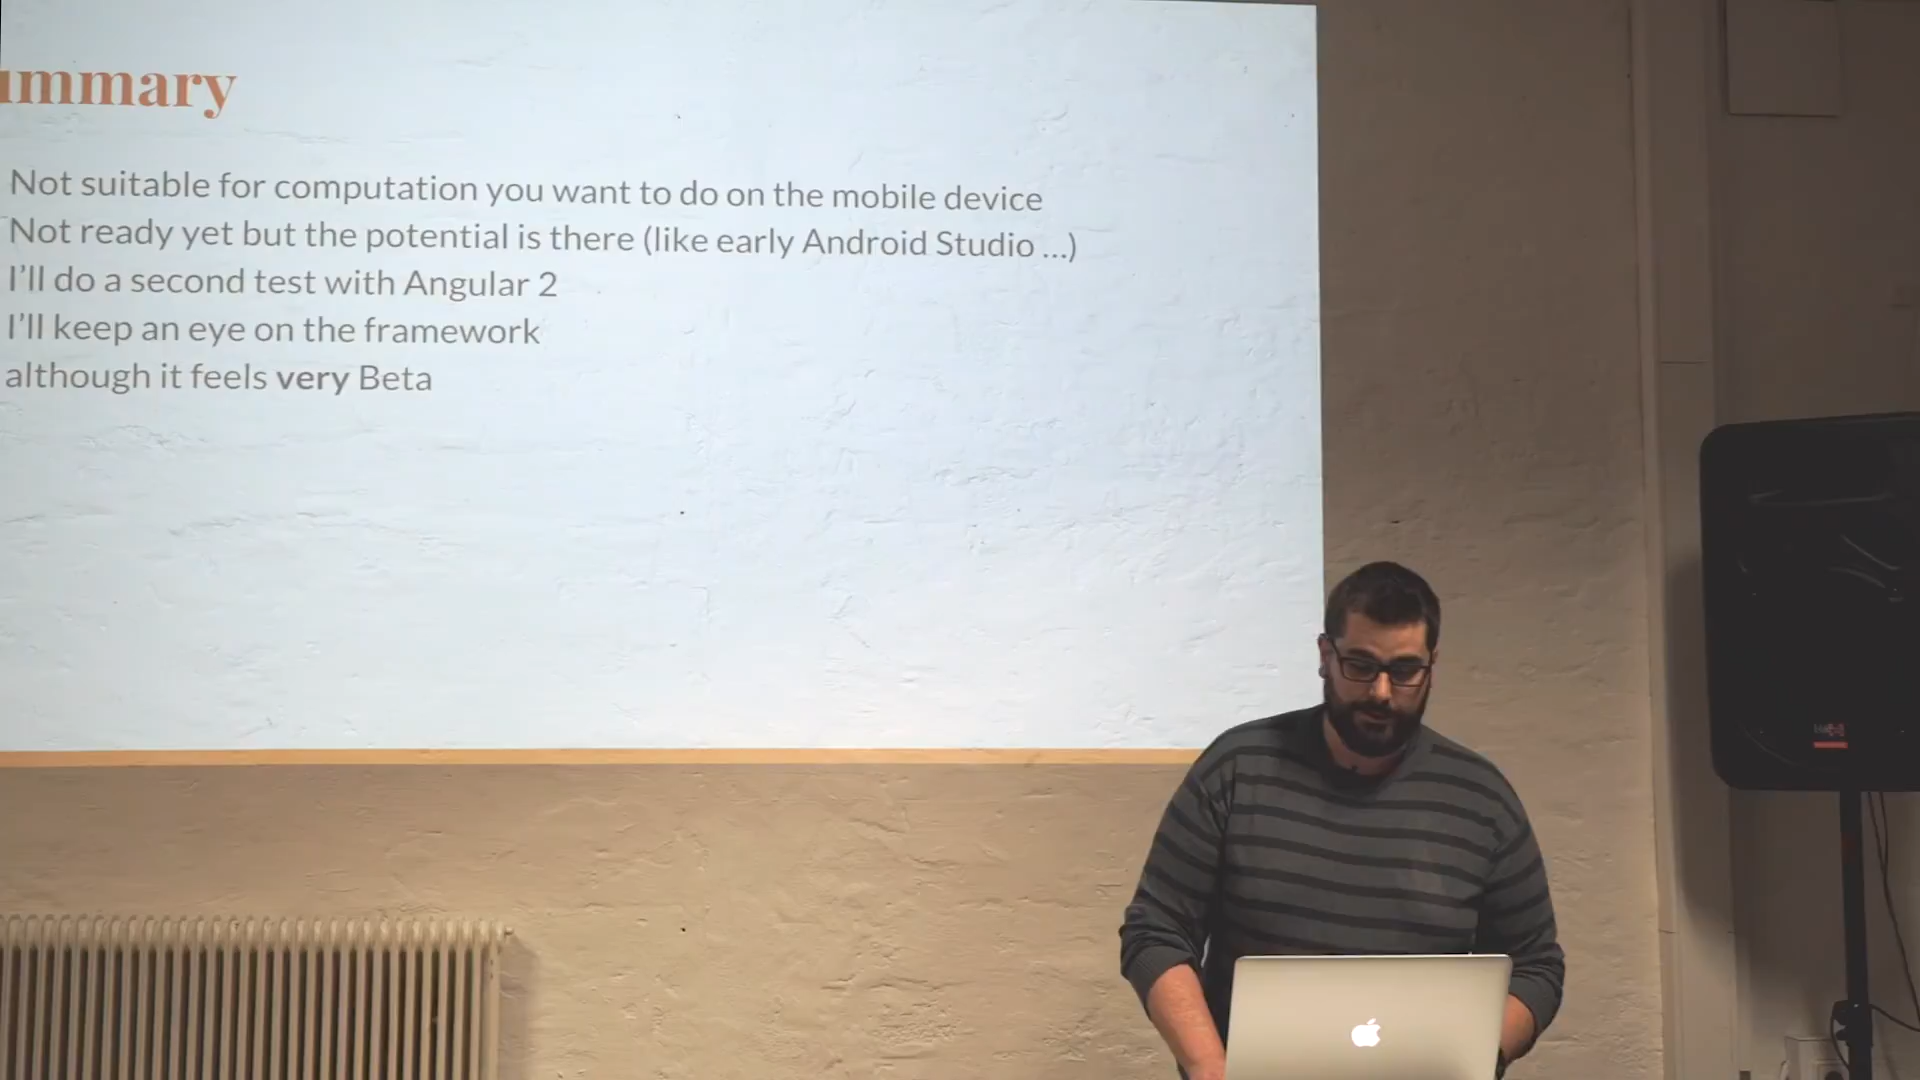 ummary
Not suitable for computation you want to do on the mobile device
Not ready yet but the potential is there (like early Android Studio ...)
I'll do a second test with Angular 2
I'll keep an eye on the framework
although it feels very Beta